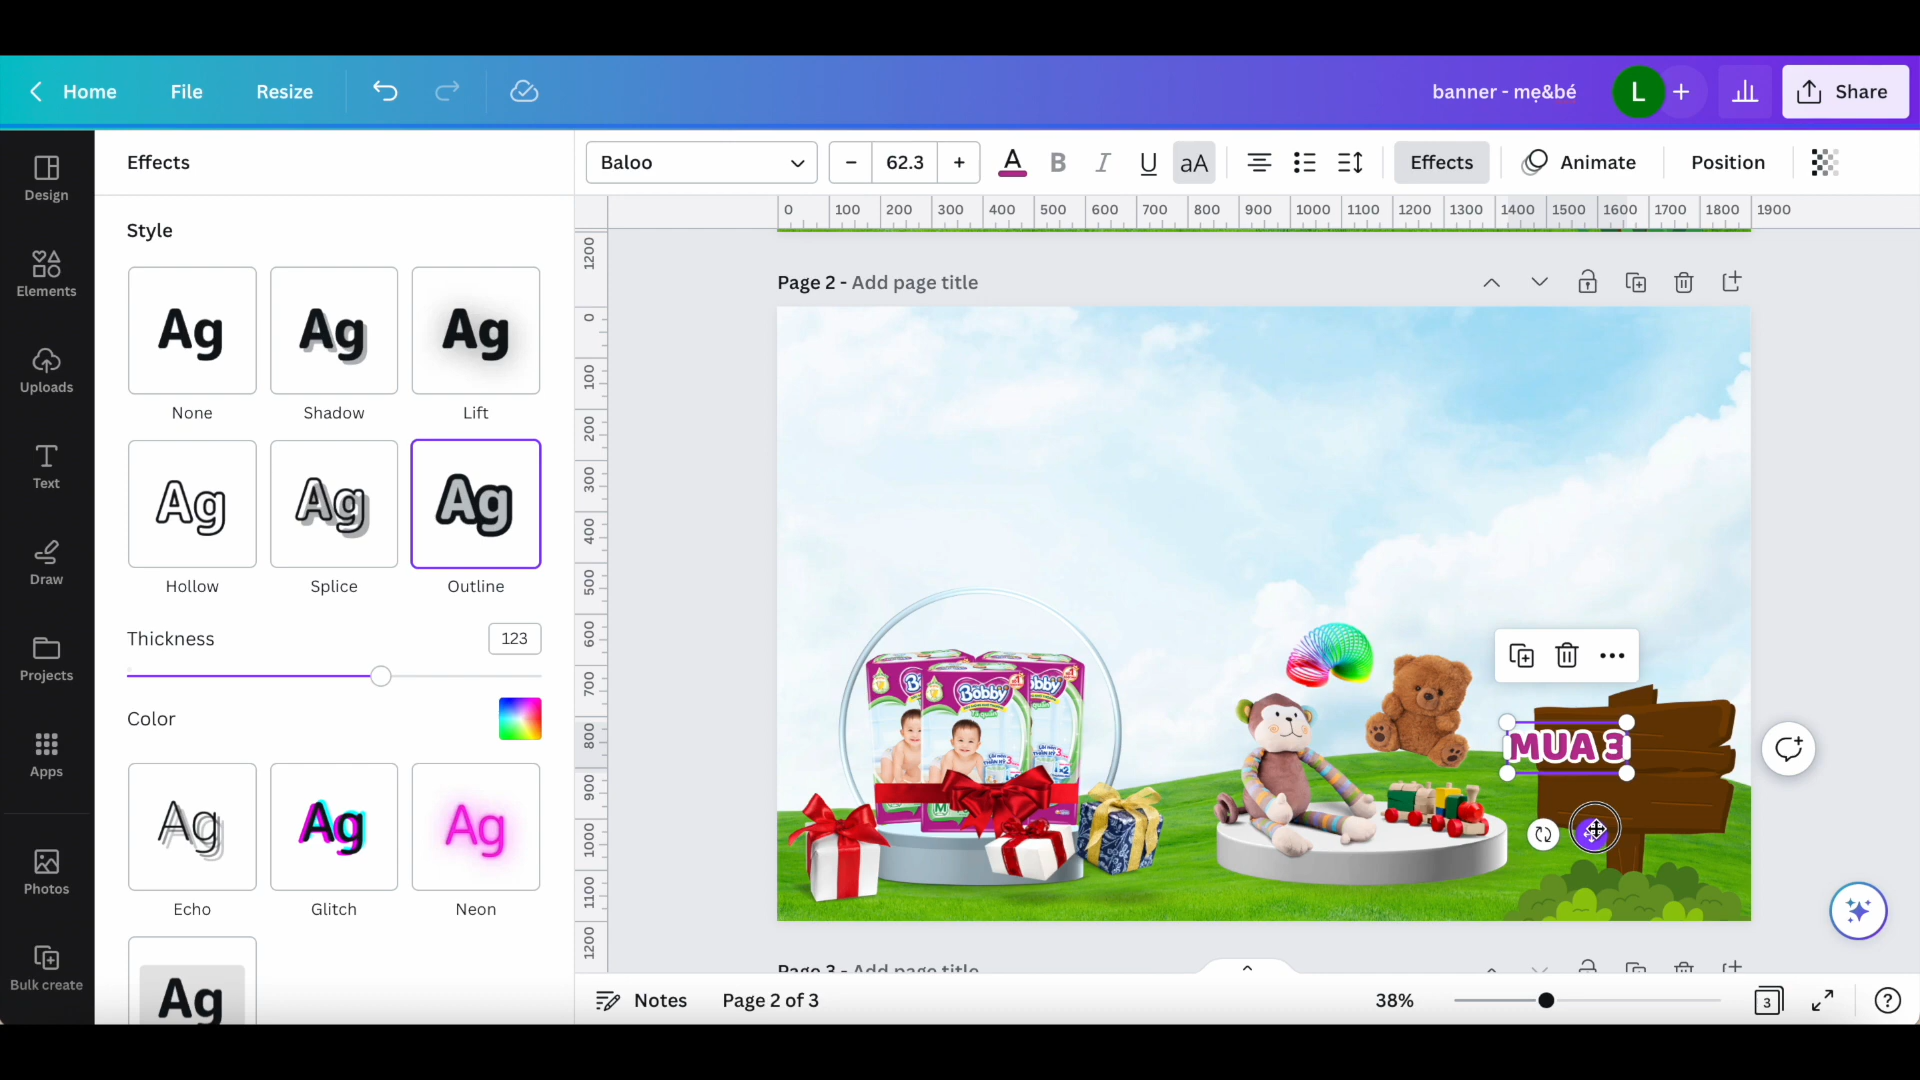 Home File Resize banner - mẹ&bé L Share
Effects Baloo 62.3 A B I U aA Effects Animate Position
0 100 200 300 400 500 600 700 800 900 1000 1100 1200 1300 1400 1500 1600 1700 1800 1900
Design
Elements
Uploads
Text
Draw
Projects
Apps
Photos
Bulk create
Style
Ag Ag Ag
None Shadow Lift
Ag Ag Ag
Hollow Splice Outline
Thickness 123
Color
Ag Ag Ag
Echo Glitch Neon
Ag
1200
0
100
200
300
400
500
600
700
800
900
1000
1100
1200
Page 2 - Add page title
Bobby
MUA 3
Page 3 - Add page title
Notes Page 2 of 3 38% 3 ?